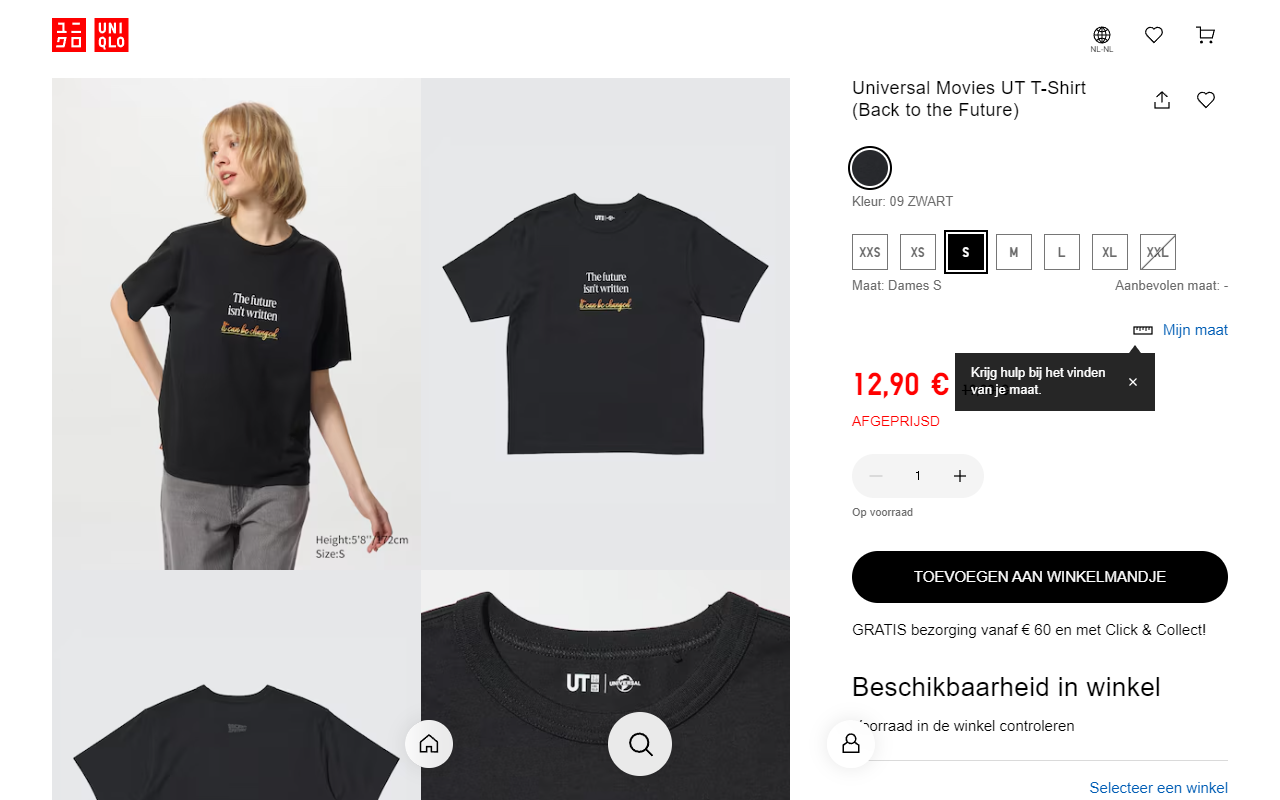 ユニ
クロ
UNI
QLO
NL-NL
The future
isn't written
it can be changed
Height:5'8''/172cm
Size:S
UT
The future
isn't written
it can be changed
UT
UNIVERSAL
Universal Movies UT T-Shirt
(Back to the Future)
Kleur: 09 ZWART
XXS XS S M L XL XXL
Maat: Dames S Aanbevolen maat: -
Mijn maat
Krijg hulp bij het vinden
van je maat.
12,90 €
AFGEPRIJSD
1
Op voorraad
TOEVOEGEN AAN WINKELMANDJE
GRATIS bezorging vanaf € 60 en met Click & Collect!
Beschikbaarheid in winkel
Voorraad in de winkel controleren
Selecteer een winkel